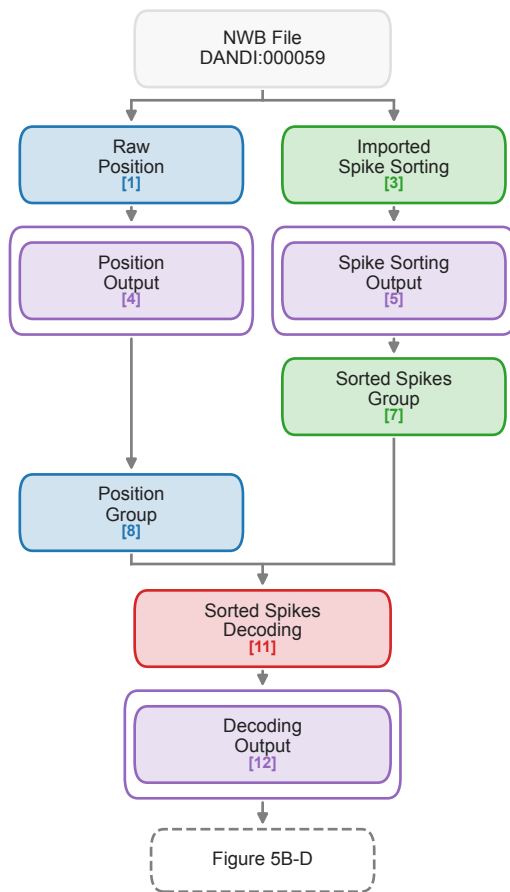 NWB File
DANDI:000059
Raw
Position
[1]
Imported
Spike Sorting
[3]
Position
Output
[4]
Spike Sorting
Output
[5]
Sorted Spikes
Group
[7]
Position
Group
[8]
Sorted Spikes
Decoding
[11]
Decoding
Output
[12]
Figure 5B-D